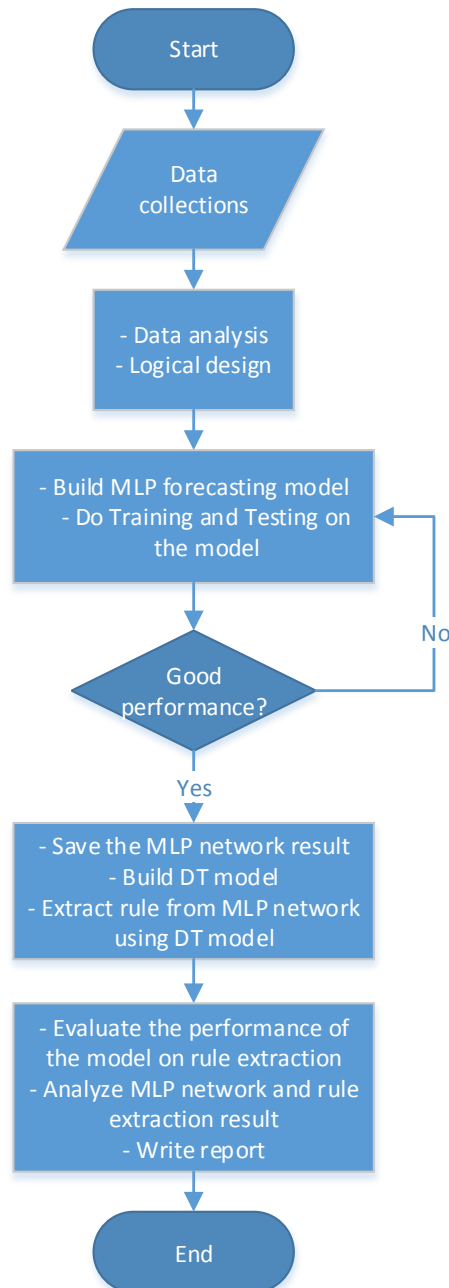 Start
Data
collections
- Data analysis
- Logical design
- Build MLP forecasting model
- Do Training and Testing on
the model
No
Good
performance?
Yes
- Save the MLP network result
- Build DT model
- Extract rule from MLP network
using DT model
- Evaluate the performance of
the model on rule extraction
- Analyze MLP network and rule
extraction result
- Write report
End